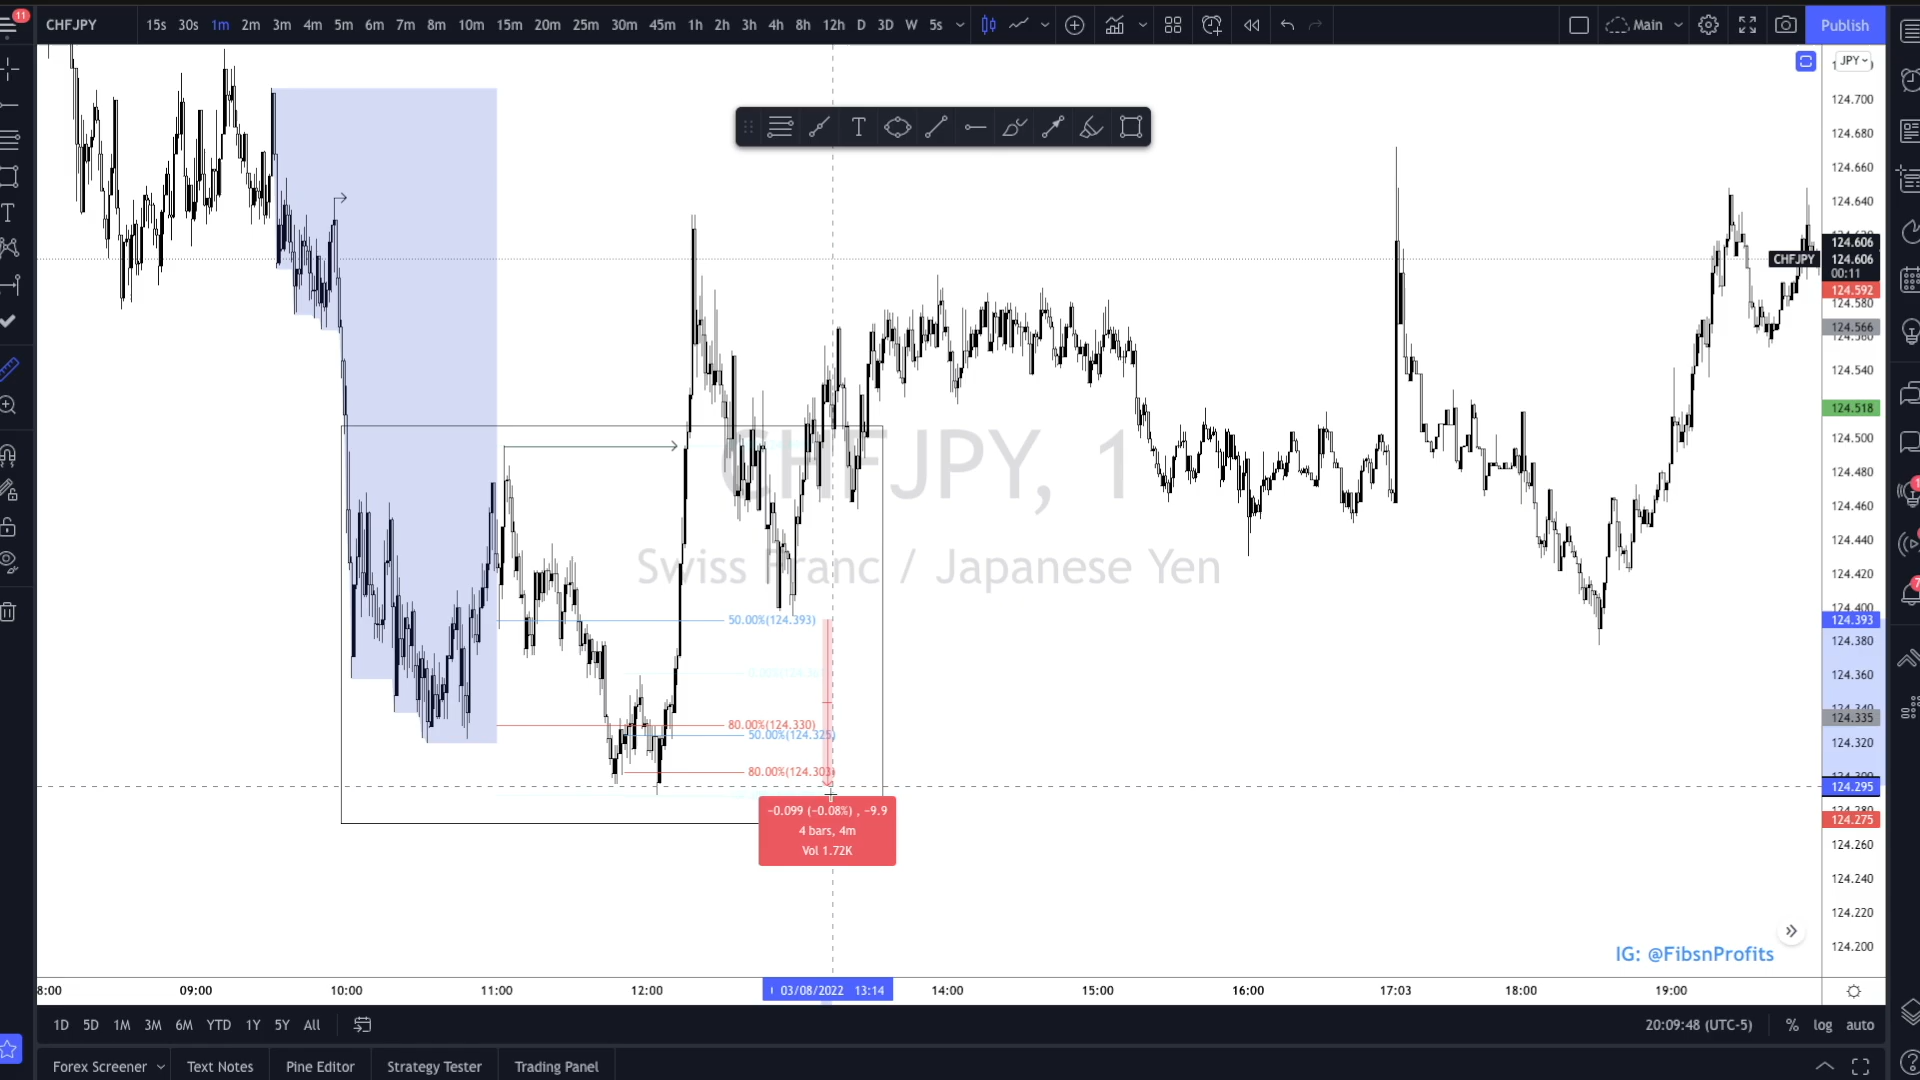 11
CHFJPY 15s 30s 1m 2m 3m 4m 5m 6m 7m 8m 10m 15m 20m 25m 30m 45m 1h 2h 3h 4h 8h 12h D 3D W 5s Main Publish
JPY
124.700
124.680
124.660
124.640
124.606
CHFJPY 124.606
00:11
124.592
124.580
124.566
124.560
124.540
124.518
124.500
124.480
124.460
124.440
124.420
124.400
124.393
124.380
124.360
124.335
124.320
124.295
124.275
124.260
124.240
124.220
124.200
CHFJPY, 1
Swiss Franc / Japanese Yen
50.00%(124.393)
80.00%(124.330)
50.00%(124.325)
80.00%(124.303)
−0.099 (−0.08%) , −9.9
4 bars, 4m
Vol 1.72K
IG: @FibsnProfits
8:00 09:00 10:00 11:00 12:00 03/08/2022 13:14 14:00 15:00 16:00 17:03 18:00 19:00
1D 5D 1M 3M 6M YTD 1Y 5Y All 20:09:48 (UTC-5) % log auto
Forex Screener Text Notes Pine Editor Strategy Tester Trading Panel